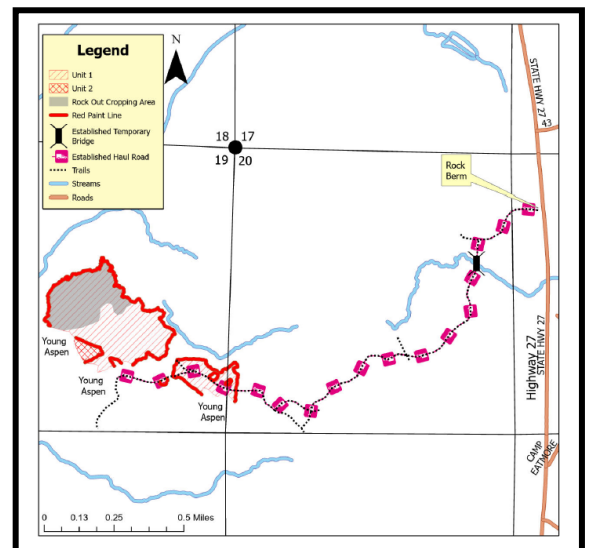 Legend
Unit 1
Unit 2
Rock Out Cropping Area
Red Paint Line
Established Temporary
Bridge
Established Haul Road
Trails
Streams
Roads
N
STATE HWY 27
43
18 17
19 20
Rock
Berm
Young
Aspen
Young
Aspen
Young
Aspen
Highway 27
STATE HWY 27
CAMP
EATMORE
0 0.13 0.25 0.5 Miles